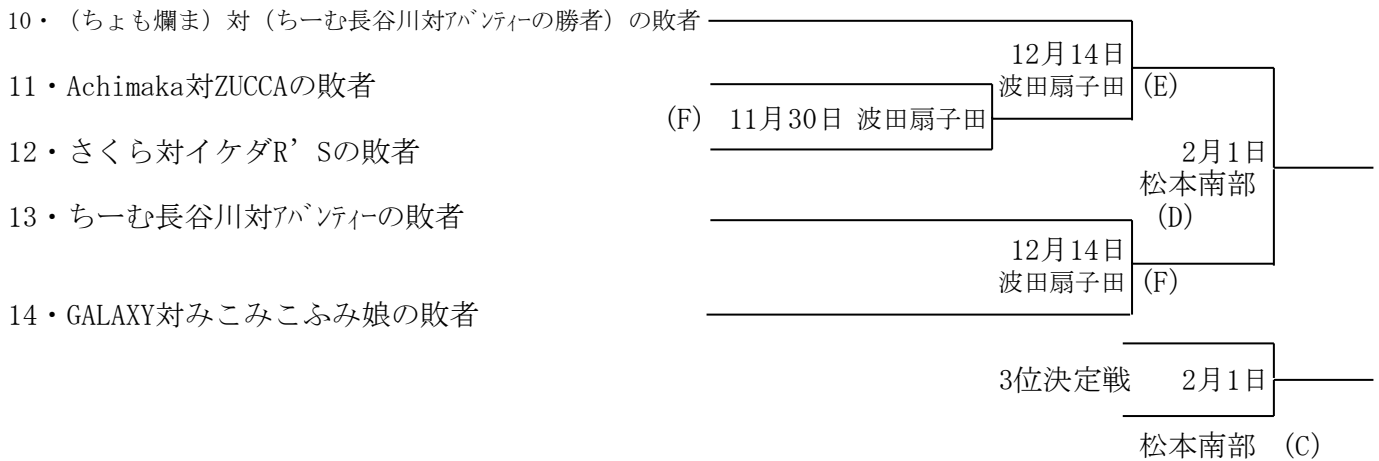 10・（ちょも爛ま）対（ちーむ長谷川対ｱﾊﾞﾝﾃｨｰの勝者）の敗者
12月14日
11・Achimaka対ZUCCAの敗者
波田扇子田 (E)
(F) 11月30日 波田扇子田
12・さくら対イケダR’Sの敗者
2月1日
松本南部
13・ちーむ長谷川対ｱﾊﾞﾝﾃｨｰの敗者
(D)
12月14日
波田扇子田 (F)
14・GALAXY対みこみこふみ娘の敗者
3位決定戦 2月1日
松本南部 (C)